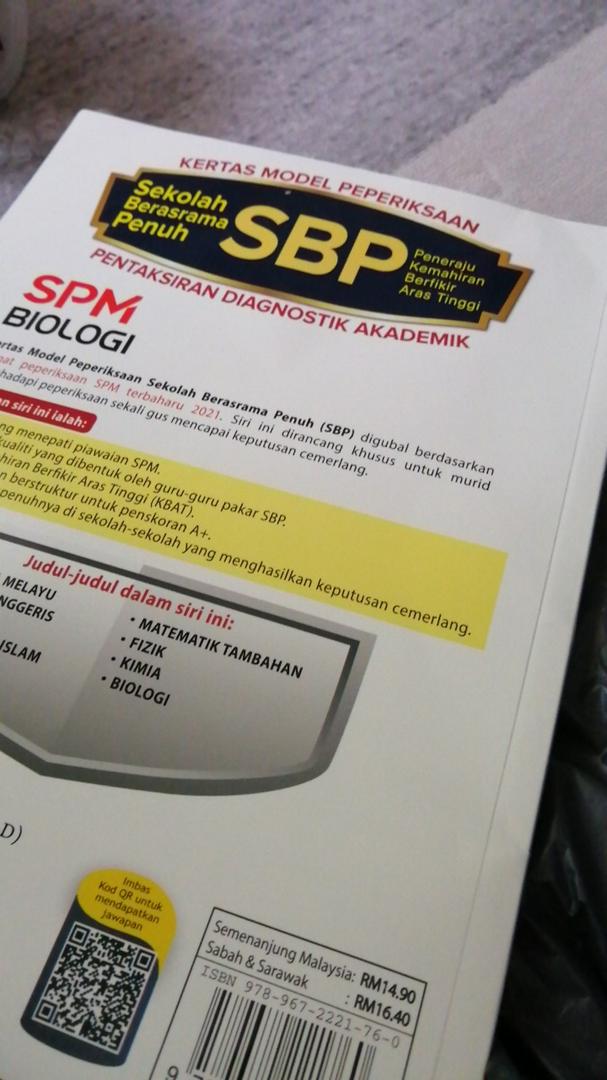 KERTAS MODEL PEPERIKSAAN
Sekolah
Berasrama
Penuh
SBP
Peneraju
Kemahiran
Berfikir
Aras Tinggi
PENTAKSIRAN DIAGNOSTIK AKADEMIK
SPM
BIOLOGI
Model Peperiksaan Sekolah Berasrama Penuh (SBP) digubal berdasarkan
peperiksaan SPM terbaharu 2021. Siri ini dirancang khusus untuk murid
peperiksaan sekali gus mencapai keputusan cemerlang.
siri ini ialah:
menepati piawaian SPM.
yang dibentuk oleh guru-guru pakar SBP.
Berfikir Aras Tinggi (KBAT).
berstruktur untuk penskoran A+.
penuhnya di sekolah-sekolah yang menghasilkan keputusan cemerlang.
Judul-judul dalam siri ini:
MELAYU
NGGERIS
ISLAM
• MATEMATIK TAMBAHAN
• FIZIK
• KIMIA
• BIOLOGI
D)
Imbas
Kod QR untuk
mendapatkan
jawapan
Semenanjung Malaysia: RM14.90
Sabah & Sarawak : RM16.40
ISBN 978-967-2221-76-0
9